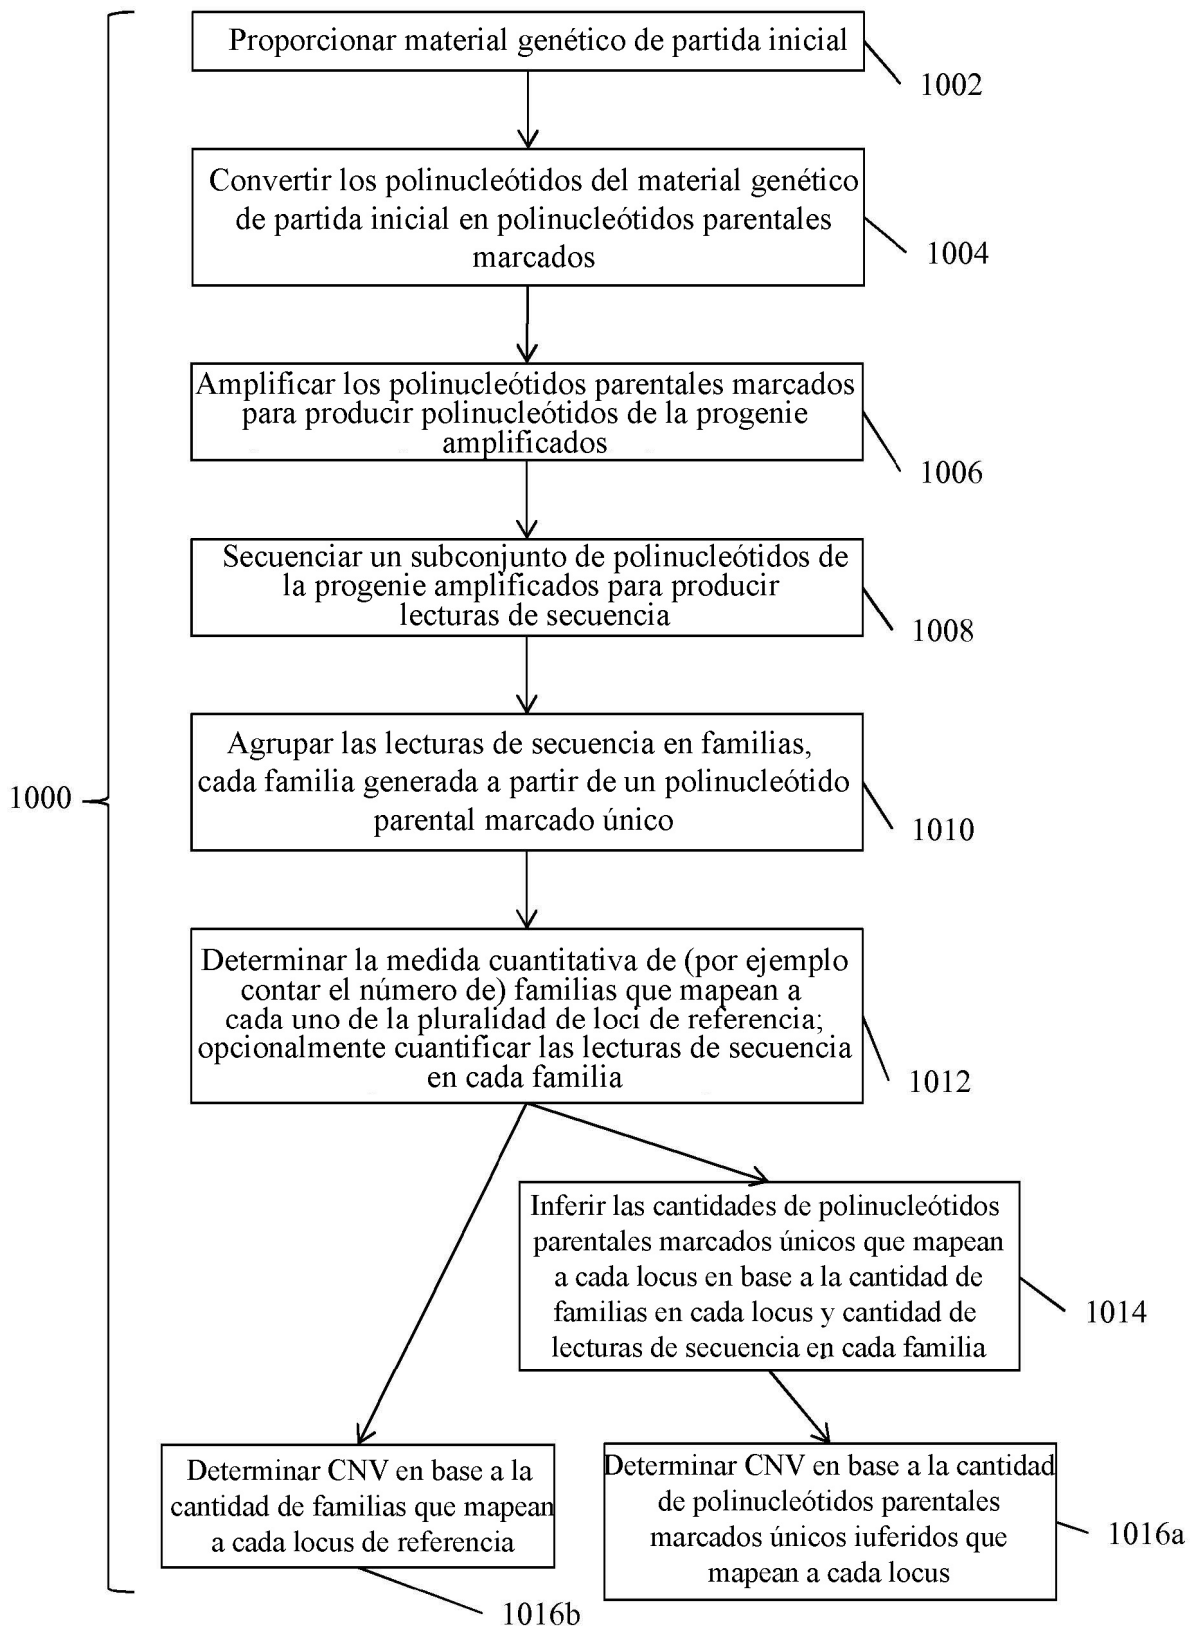 Proporcionar material genético de partida inicial
1002
Convertir los polinucleótidos del material genético
de partida inicial en polinucleótidos parentales
marcados
1004
Amplificar los polinucleótidos parentales marcados
para producir polinucleótidos de la progenie
amplificados
1006
Secuenciar un subconjunto de polinucleótidos de
la progenie amplificados para producir
lecturas de secuencia
1008
Agrupar las lecturas de secuencia en familias,
cada familia generada a partir de un polinucleótido
parental marcado único
1010
1000
Determinar la medida cuantitativa de (por ejemplo
contar el número de) familias que mapean a
cada uno de la pluralidad de loci de referencia;
opcionalmente cuantificar las lecturas de secuencia
en cada familia
1012
Inferir las cantidades de polinucleótidos
parentales marcados únicos que mapean
a cada locus en base a la cantidad de
familias en cada locus y cantidad de
lecturas de secuencia en cada familia
1014
Determinar CNV en base a la
cantidad de familias que mapean
a cada locus de referencia
1016b
Determinar CNV en base a la cantidad
de polinucleótidos parentales
marcados únicos iuferidos que
mapean a cada locus
1016a